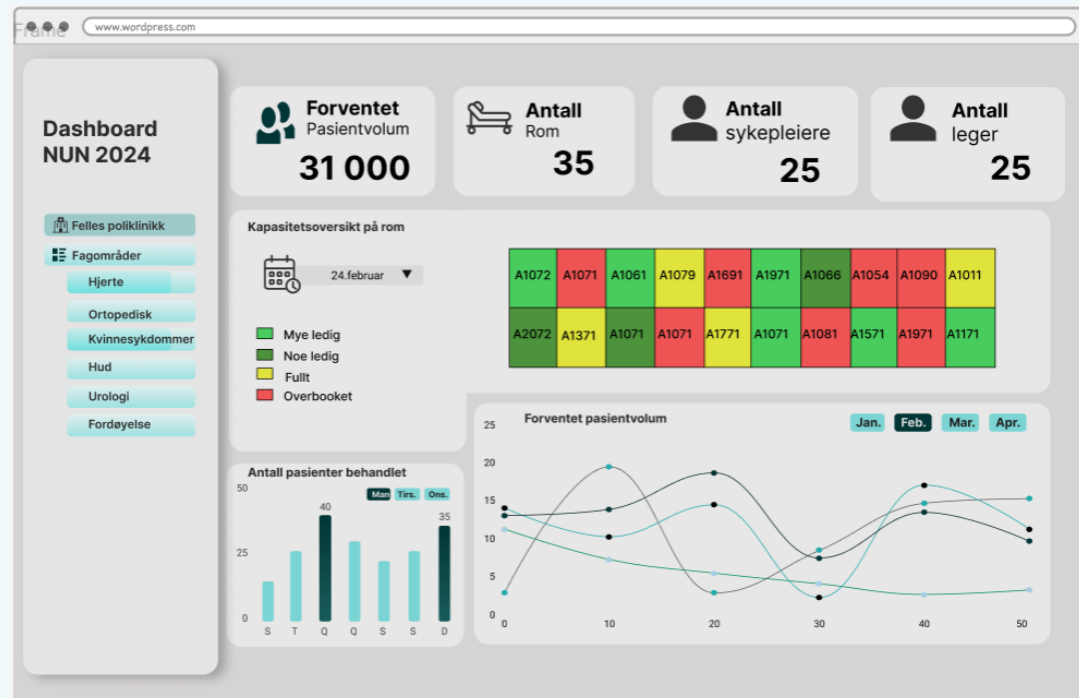 Frame
www.wordpress.com
Dashboard
NUN 2024
Felles poliklinikk
Fagområder
Hjerte
Ortopedisk
Kvinnesykdommer
Hud
Urologi
Fordøyelse
Forventet
Pasientvolum
31 000
Antall
Rom
35
Antall
sykepleiere
25
Antall
leger
25
Kapasitetsoversikt på rom
24.februar
Mye ledig
Noe ledig
Fullt
Overbooket
A1072 A1071 A1061 A1079 A1691 A1971 A1066 A1054 A1090 A1011
A2072 A1371 A1071 A1071 A1771 A1071 A1081 A1571 A1971 A1171
Antall pasienter behandlet
Man Tirs. Ons.
50
40
35
25
0
S T Q Q S S D
Forventet pasientvolum
Jan. Feb. Mar. Apr.
25
20
15
10
5
0
0 10 20 30 40 50